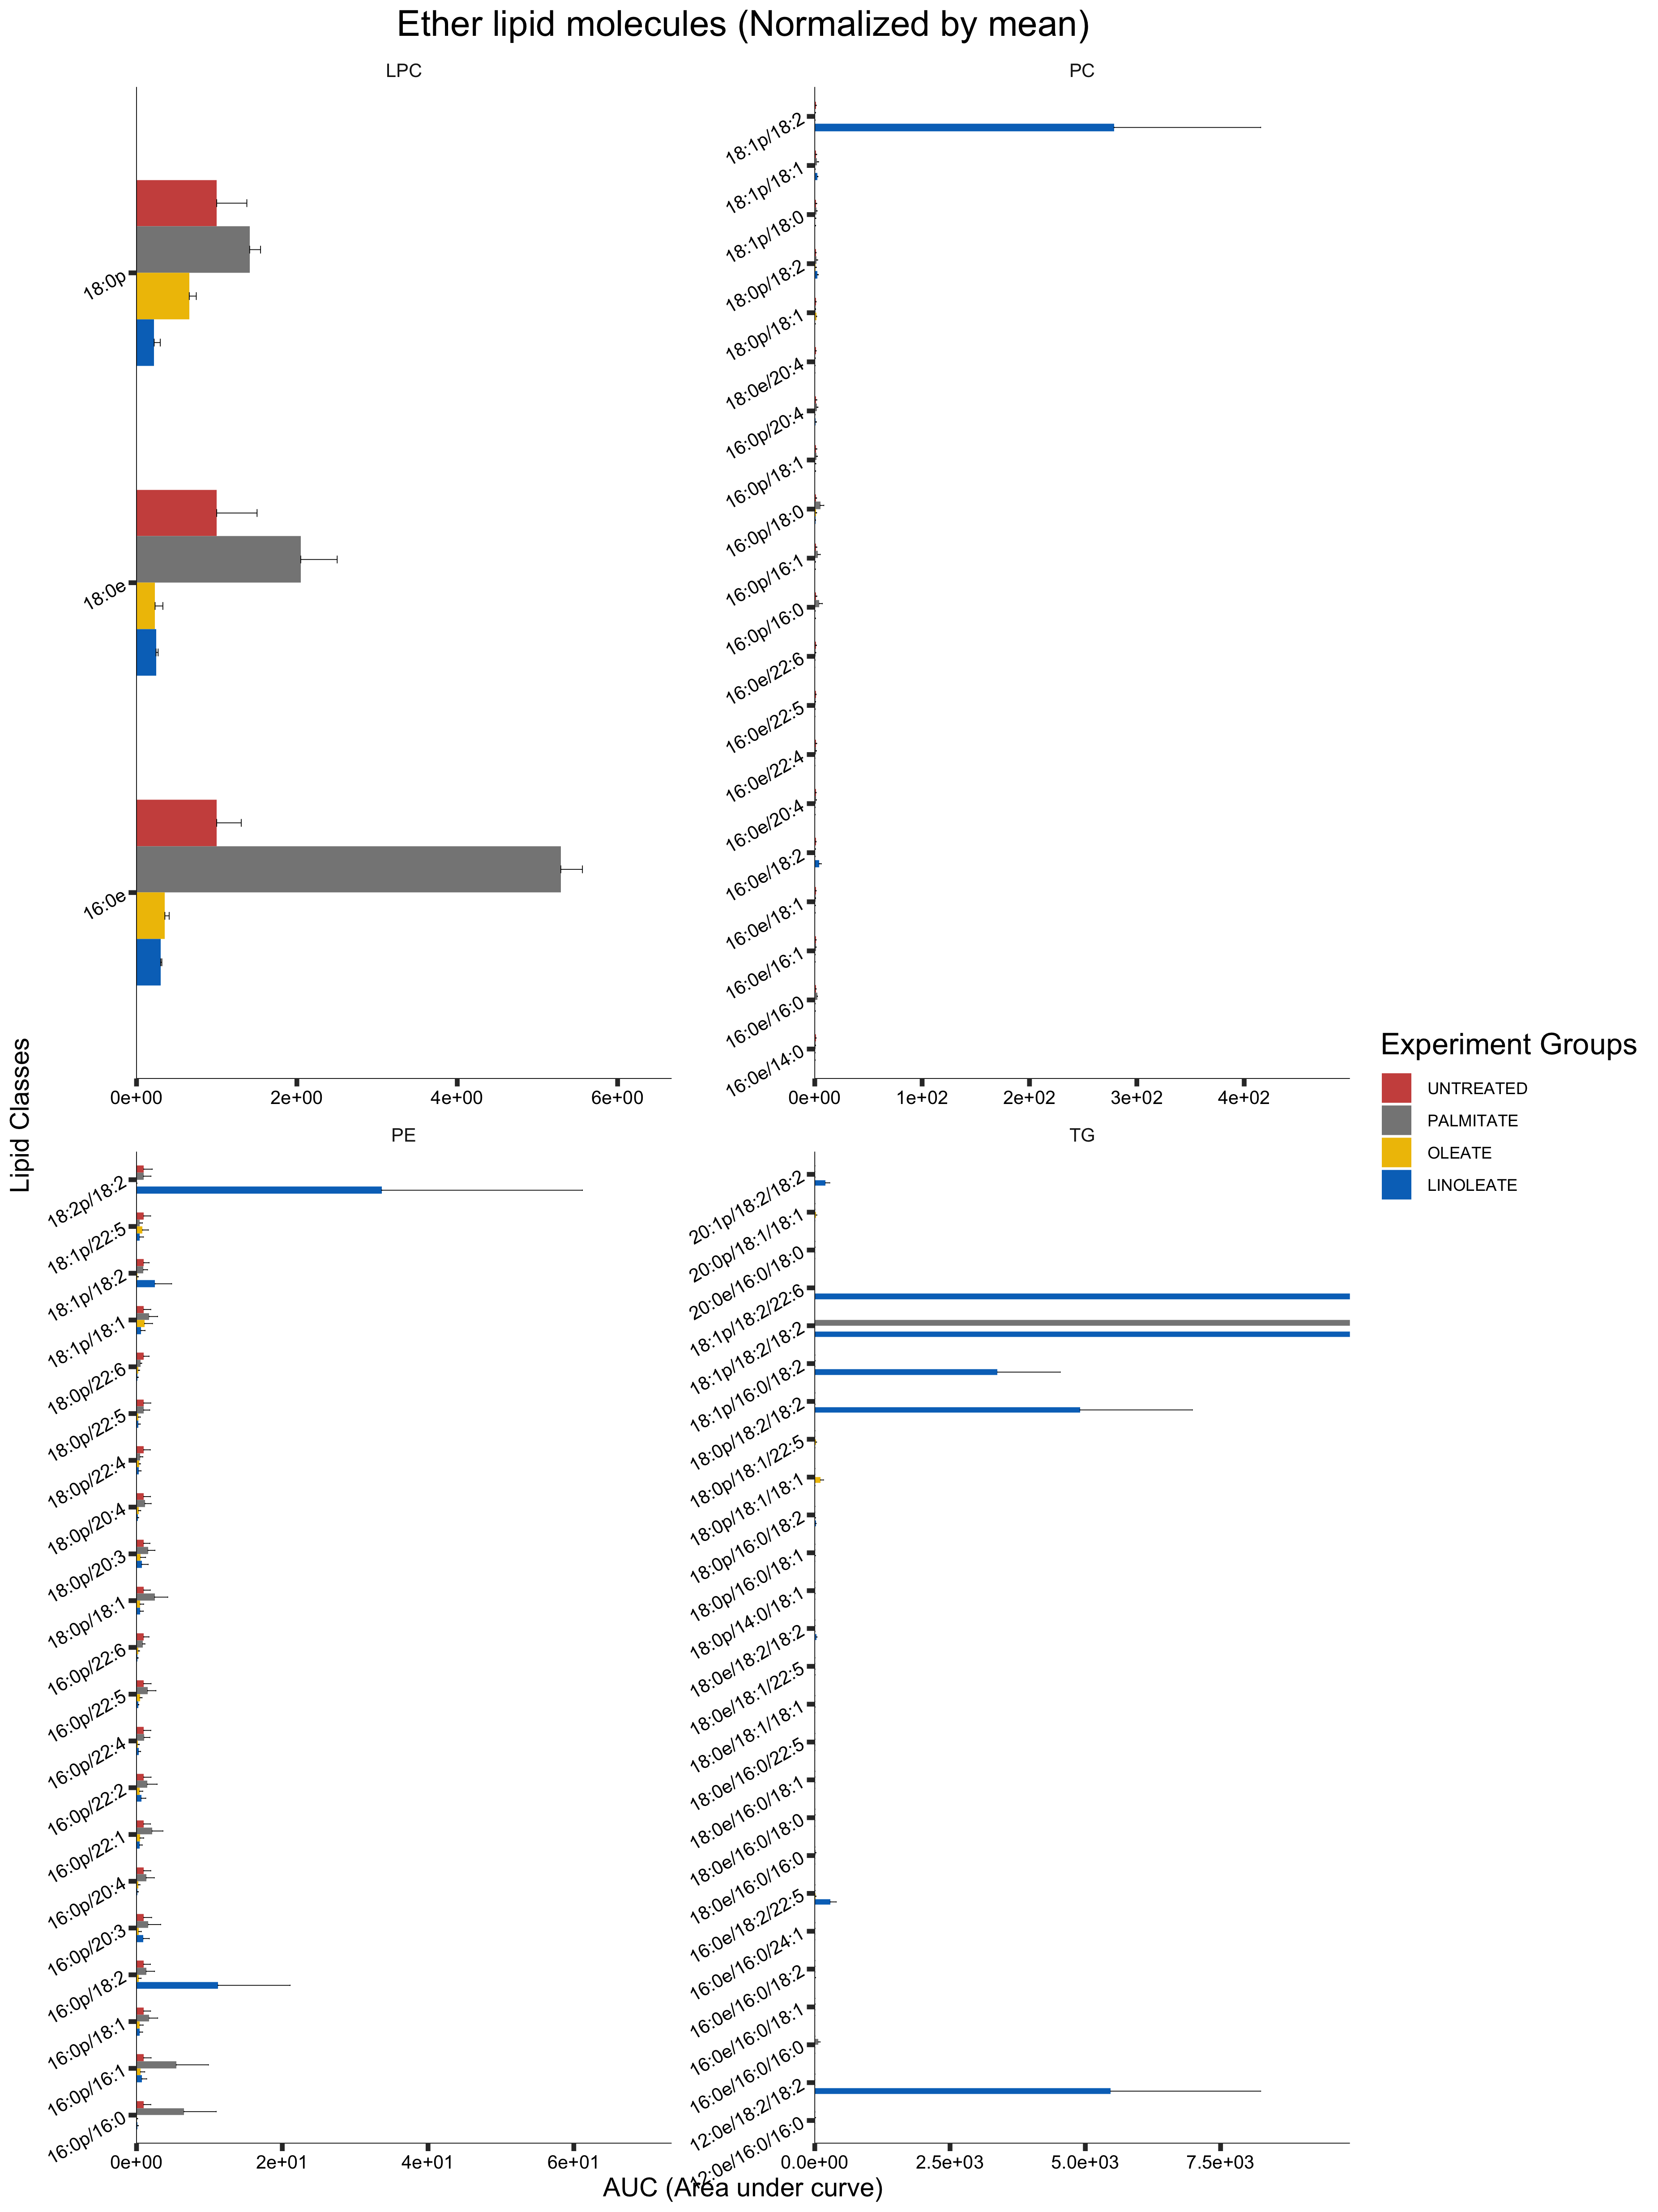 Ether lipid molecules (Normalized by mean)
LPC
18:0p
18:0e
16:0e
0e+00 2e+00 4e+00 6e+00
PC
18:1p/18:2
18:1p/18:1
18:1p/18:0
18:0p/18:2
18:0p/18:1
18:0e/20:4
16:0p/20:4
16:0p/18:1
16:0p/18:0
16:0p/16:1
16:0p/16:0
16:0e/22:6
16:0e/22:5
16:0e/22:4
16:0e/20:4
16:0e/18:2
16:0e/18:1
16:0e/16:1
16:0e/16:0
16:0e/14:0
0e+00 1e+02 2e+02 3e+02 4e+02
PE
18:2p/18:2
18:1p/22:5
18:1p/18:2
18:1p/18:1
18:0p/22:6
18:0p/22:5
18:0p/22:4
18:0p/20:4
18:0p/20:3
18:0p/18:1
16:0p/22:6
16:0p/22:5
16:0p/22:4
16:0p/22:2
16:0p/22:1
16:0p/20:4
16:0p/20:3
16:0p/18:2
16:0p/18:1
16:0p/16:1
16:0p/16:0
0e+00 2e+01 4e+01 6e+01
TG
20:1p/18:2/18:2
20:0p/18:1/18:1
20:0e/16:0/18:0
18:1p/18:2/22:6
18:1p/18:2/18:2
18:1p/16:0/18:2
18:0p/18:2/18:2
18:0p/18:1/22:5
18:0p/18:1/18:1
18:0p/16:0/18:2
18:0p/16:0/18:1
18:0p/14:0/18:1
18:0e/18:2/18:2
18:0e/18:1/22:5
18:0e/18:1/18:1
18:0e/16:0/22:5
18:0e/16:0/18:1
18:0e/16:0/18:0
18:0e/16:0/16:0
16:0e/18:2/22:5
16:0e/16:0/24:1
16:0e/16:0/18:2
16:0e/16:0/18:1
16:0e/16:0/16:0
12:0e/18:2/18:2
12:0e/16:0/16:0
0.0e+00 2.5e+03 5.0e+03 7.5e+03
Lipid Classes
AUC (Area under curve)
Experiment Groups
UNTREATED
PALMITATE
OLEATE
LINOLEATE